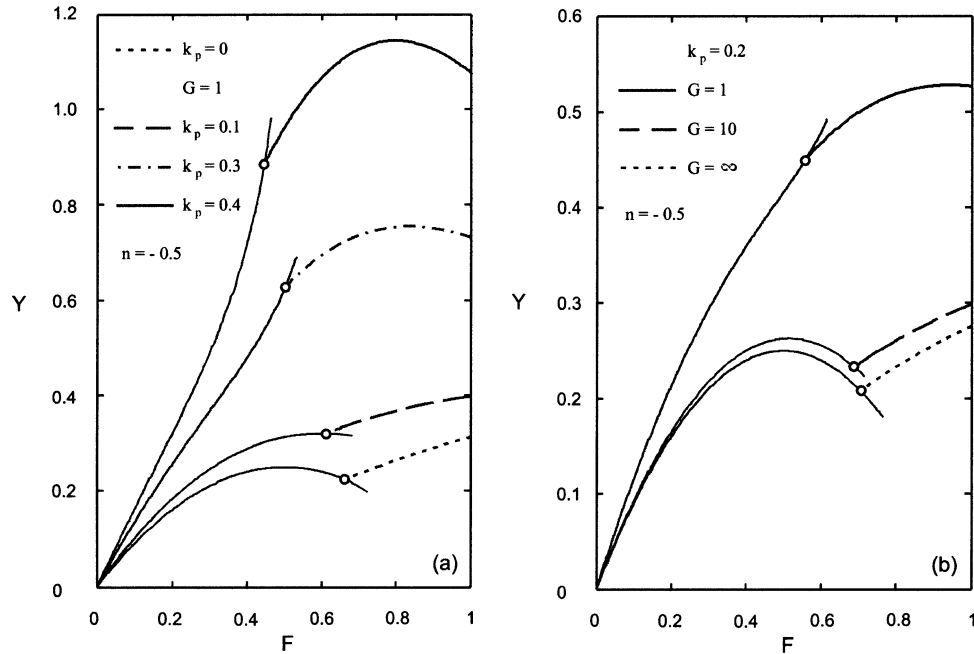 1.2
1.0
0.8
0.6
0.4
0.2
0
Y
k p = 0
G = 1
k p = 0.1
k p = 0.3
k p = 0.4
n = - 0.5
(a)
0 0.2 0.4 0.6 0.8 1
F
0.6
0.5
0.4
0.3
0.2
0.1
0
Y
k p = 0.2
G = 1
G = 10
G = ∞
n = - 0.5
(b)
0 0.2 0.4 0.6 0.8 1
F